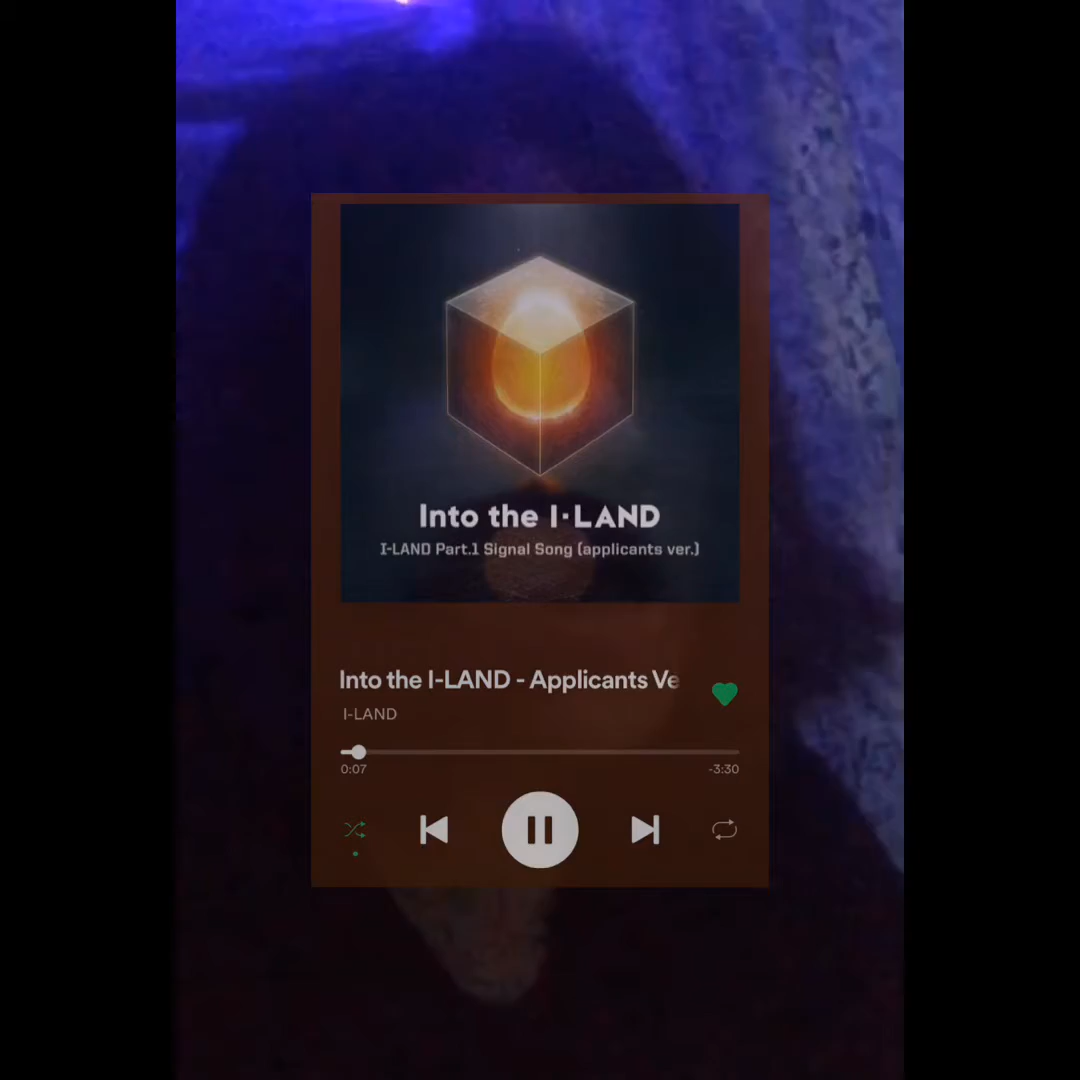 Into the I·LAND
I-LAND Part.1 Signal Song (applicants ver.)
Into the I-LAND - Applicants Ve
I-LAND
0:07
-3:30